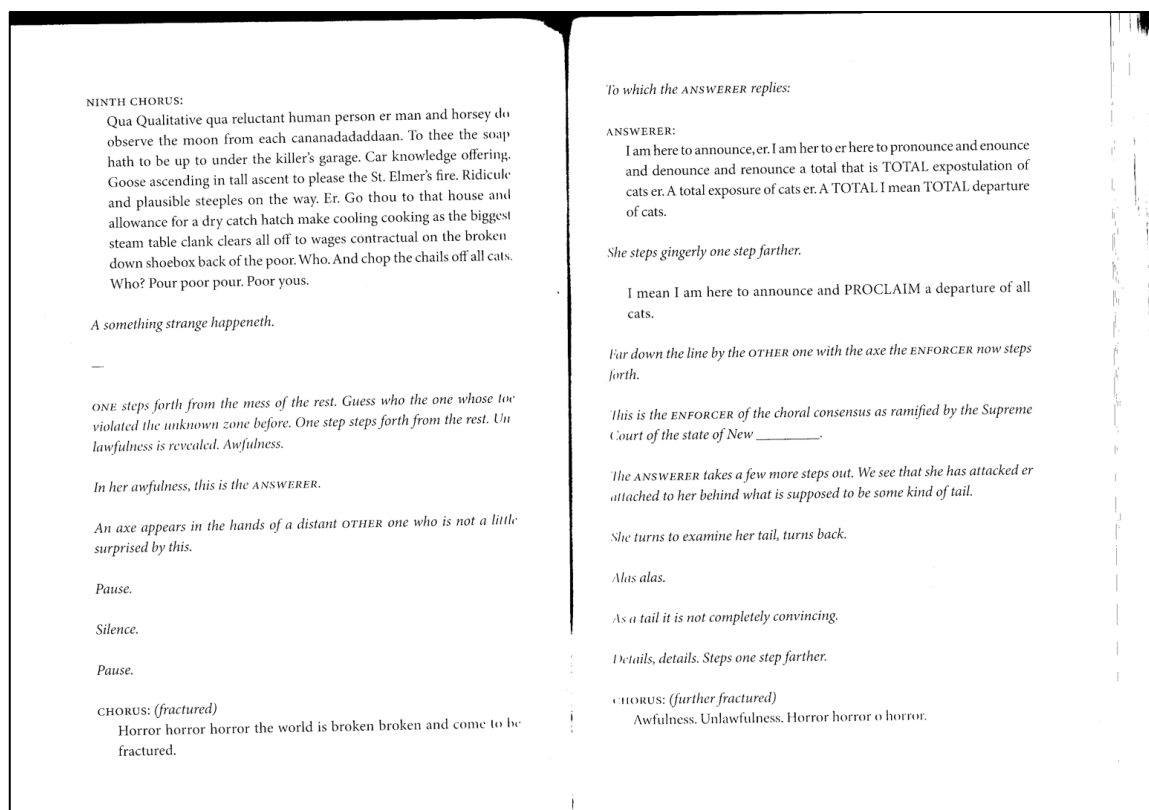 NINTH CHORUS:
Qua Qualitative qua reluctant human person er man and horsey do
observe the moon from each cananadadaddaan. To thee the soap
hath to be up to under the killer's garage. Car knowledge offering.
Goose ascending in tall ascent to please the St. Elmer's fire. Ridicule
and plausible steeples on the way. Er. Go thou to that house and
allowance for a dry catch hatch make cooling cooking as the biggest
steam table clank clears all off to wages contractual on the broken
down shoebox back of the poor. Who. And chop the chails off all cats.
Who? Pour poor pour. Poor yous.
A something strange happeneth.
—
ONE steps forth from the mess of the rest. Guess who the one whose toe
violated the unknown zone before. One step steps forth from the rest. Un
lawfulness is revealed. Awfulness.
In her awfulness, this is the ANSWERER.
An axe appears in the hands of a distant OTHER one who is not a little
surprised by this.
Pause.
Silence.
Pause.
CHORUS: (fractured)
Horror horror horror the world is broken broken and come to be
fractured.
To which the ANSWERER replies:
ANSWERER:
I am here to announce, er. I am her to er here to pronounce and enounce
and denounce and renounce a total that is TOTAL expostulation of
cats er. A total exposure of cats er. A TOTAL I mean TOTAL departure
of cats.
She steps gingerly one step farther.
I mean I am here to announce and PROCLAIM a departure of all
cats.
Far down the line by the OTHER one with the axe the ENFORCER now steps
forth.
This is the ENFORCER of the choral consensus as ramified by the Supreme
Court of the state of New ________.
The ANSWERER takes a few more steps out. We see that she has attacked er
attached to her behind what is supposed to be some kind of tail.
She turns to examine her tail, turns back.
Alas alas.
As a tail it is not completely convincing.
Details, details. Steps one step farther.
CHORUS: (further fractured)
Awfulness. Unlawfulness. Horror horror o horror.